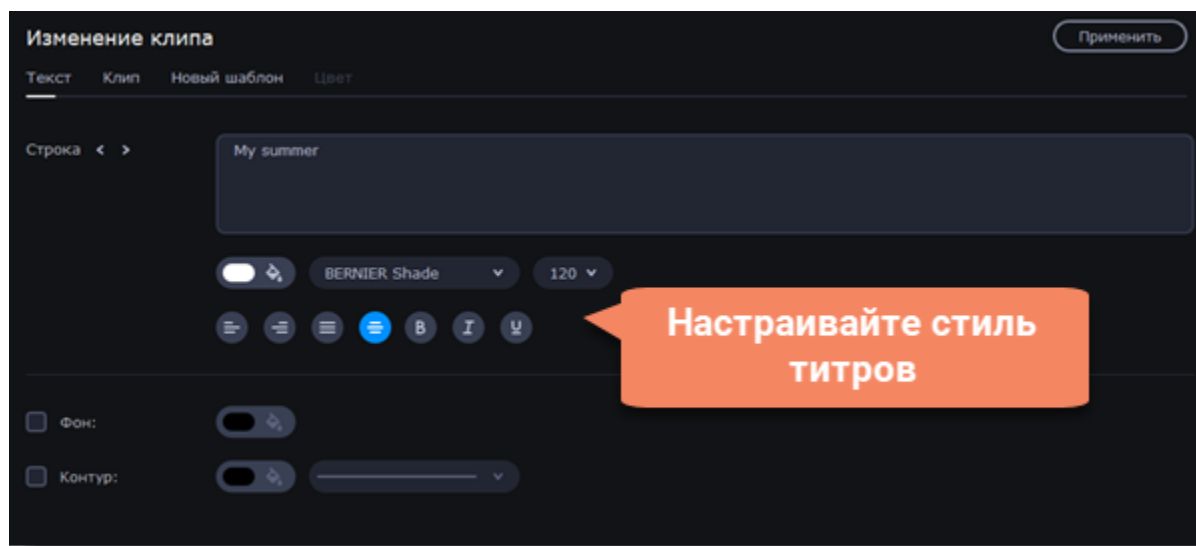 Изменение клипа
Применить
Текст Клип Новый шаблон Цвет
Строка < >
My summer
BERNIER Shade 120
B I U
Настраивайте стиль
титров
Фон:
Контур: